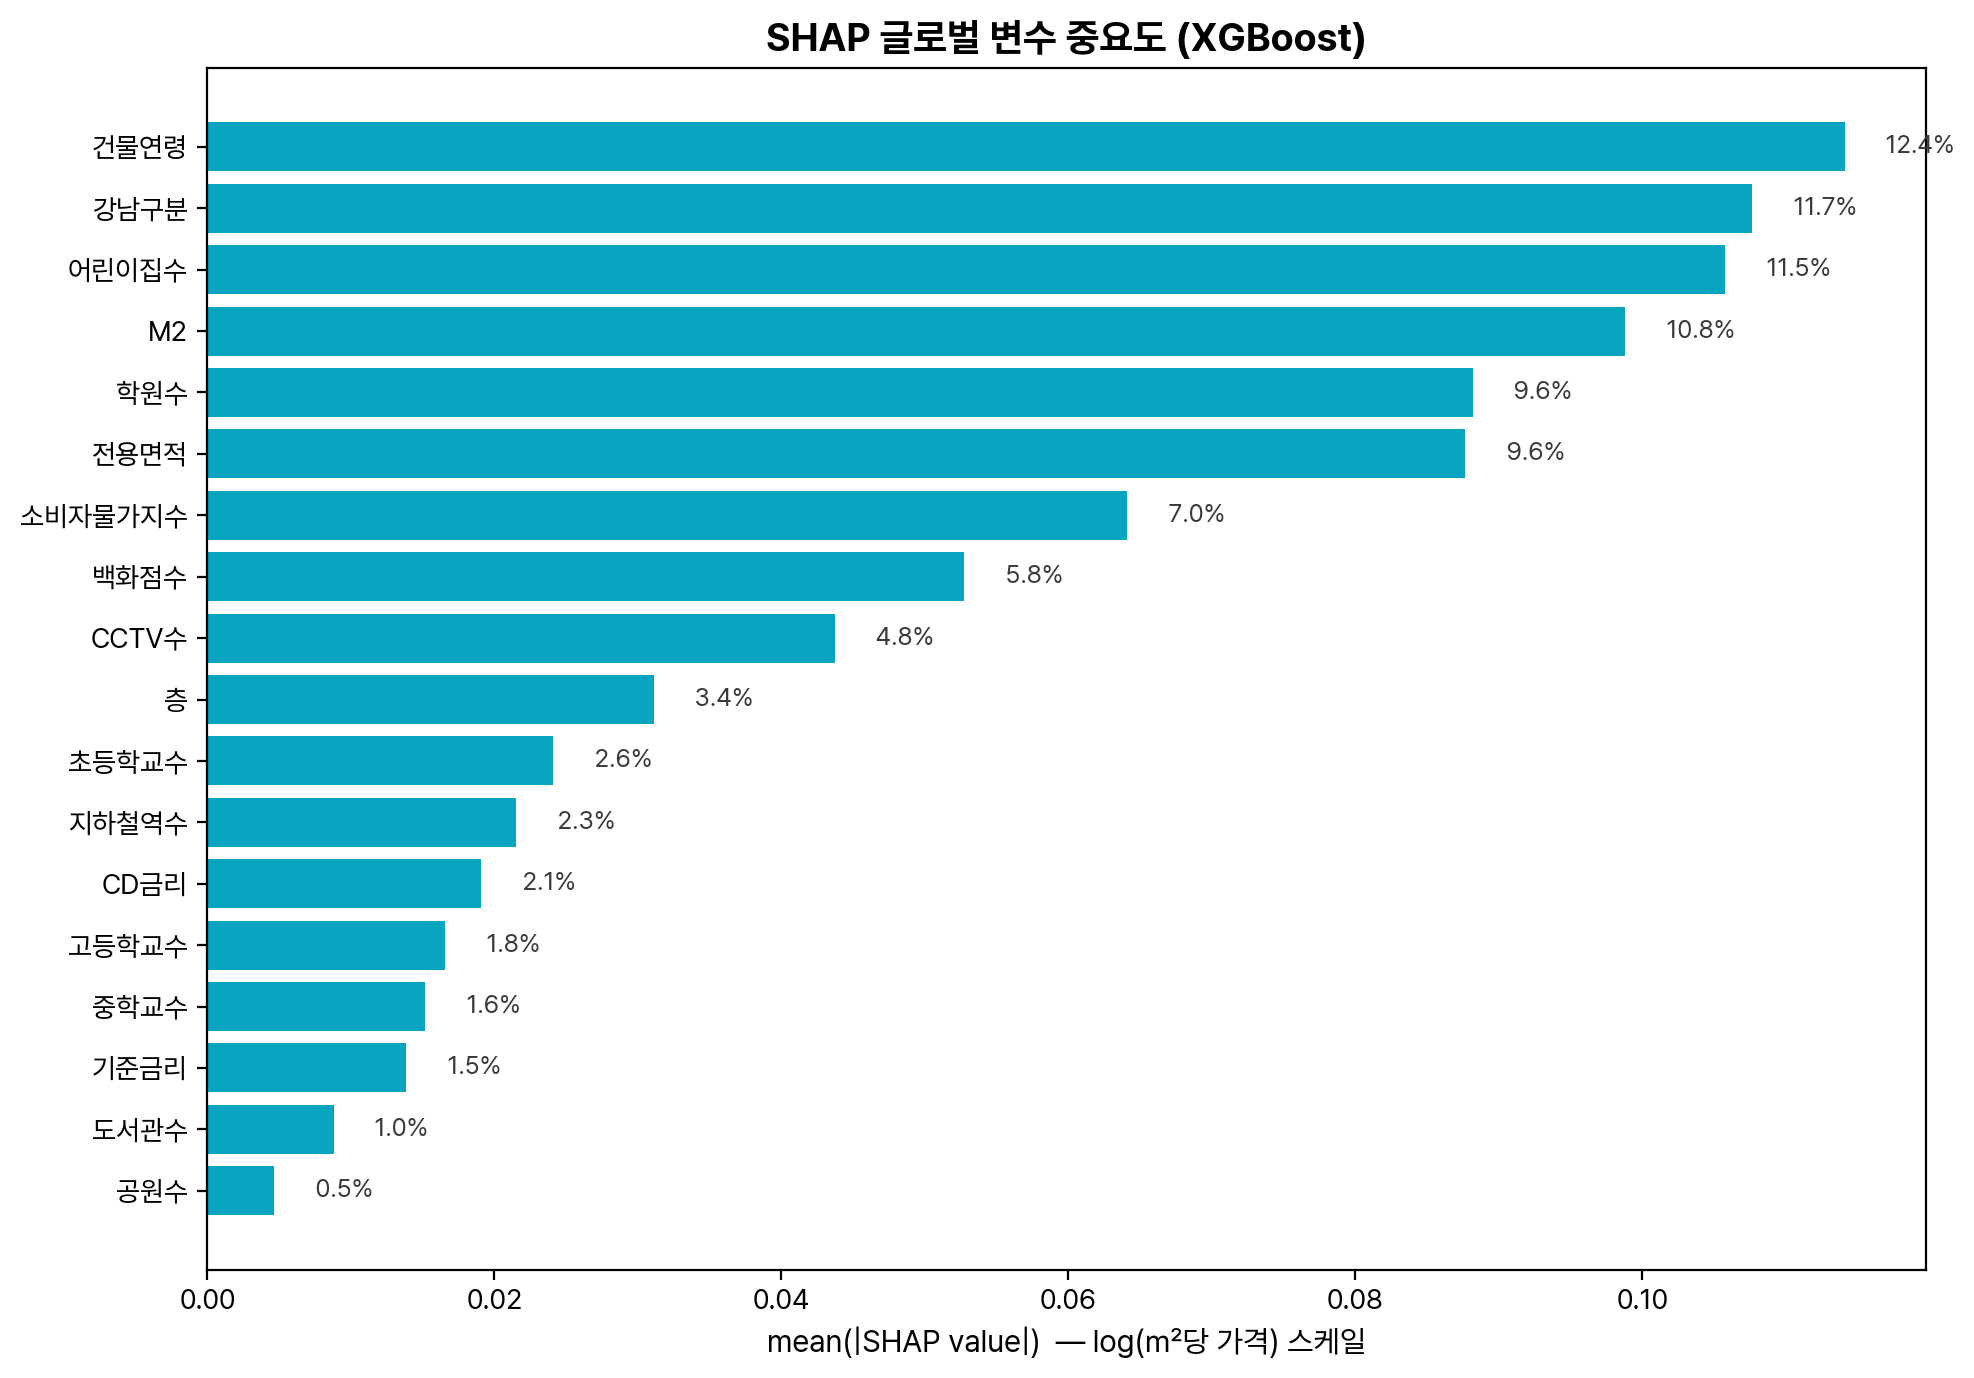 SHAP 글로벌 변수 중요도 (XGBoost)
건물연령 12.4%
강남구분 11.7%
어린이집수 11.5%
M2 10.8%
학원수 9.6%
전용면적 9.6%
소비자물가지수 7.0%
백화점수 5.8%
CCTV수 4.8%
층 3.4%
초등학교수 2.6%
지하철역수 2.3%
CD금리 2.1%
고등학교수 1.8%
중학교수 1.6%
기준금리 1.5%
도서관수 1.0%
공원수 0.5%
0.00 0.02 0.04 0.06 0.08 0.10
mean(|SHAP value|) — log(m²당 가격) 스케일